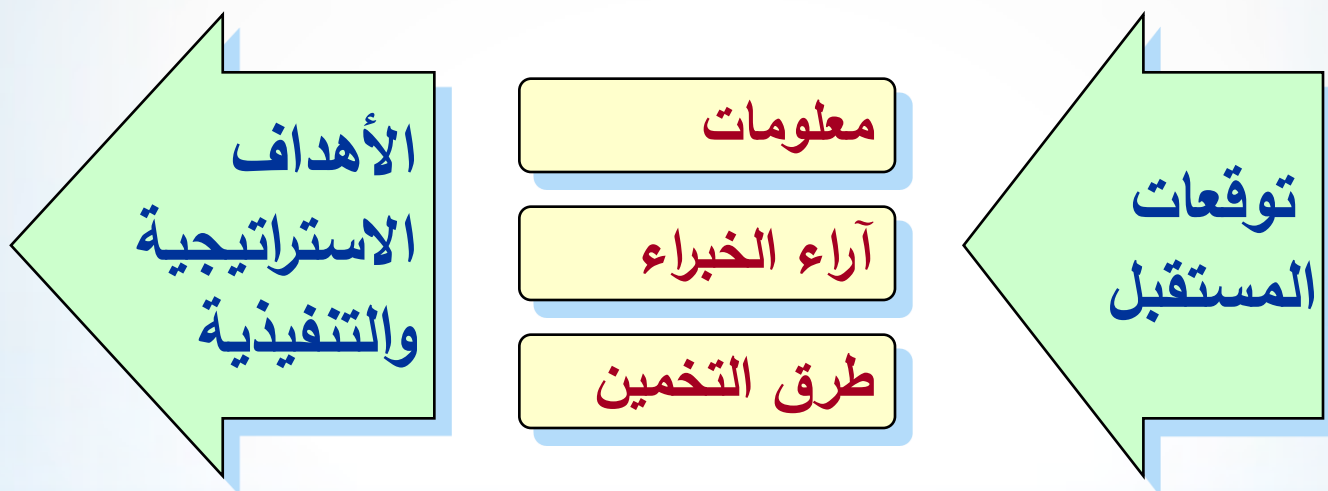 توقعات
المستقبل
معلومات
آراء الخبراء
طرق التخمين
الأهداف
الاستراتيجية
والتنفيذية